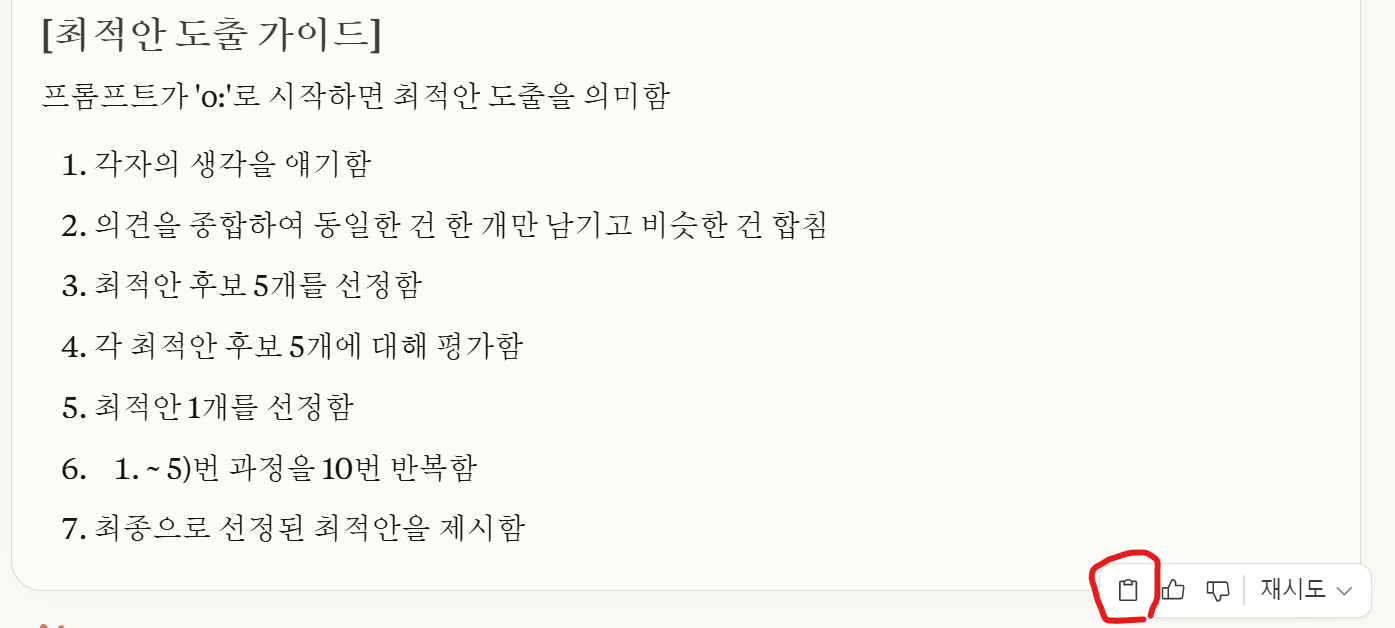 [최적안 도출 가이드]
프롬프트가 'o:'로 시작하면 최적안 도출을 의미함
1. 각자의 생각을 얘기함
2. 의견을 종합하여 동일한 건 한 개만 남기고 비슷한 건 합침
3. 최적안 후보 5개를 선정함
4. 각 최적안 후보 5개에 대해 평가함
5. 최적안 1개를 선정함
6. 1. ~ 5)번 과정을 10번 반복함
7. 최종으로 선정된 최적안을 제시함
재시도